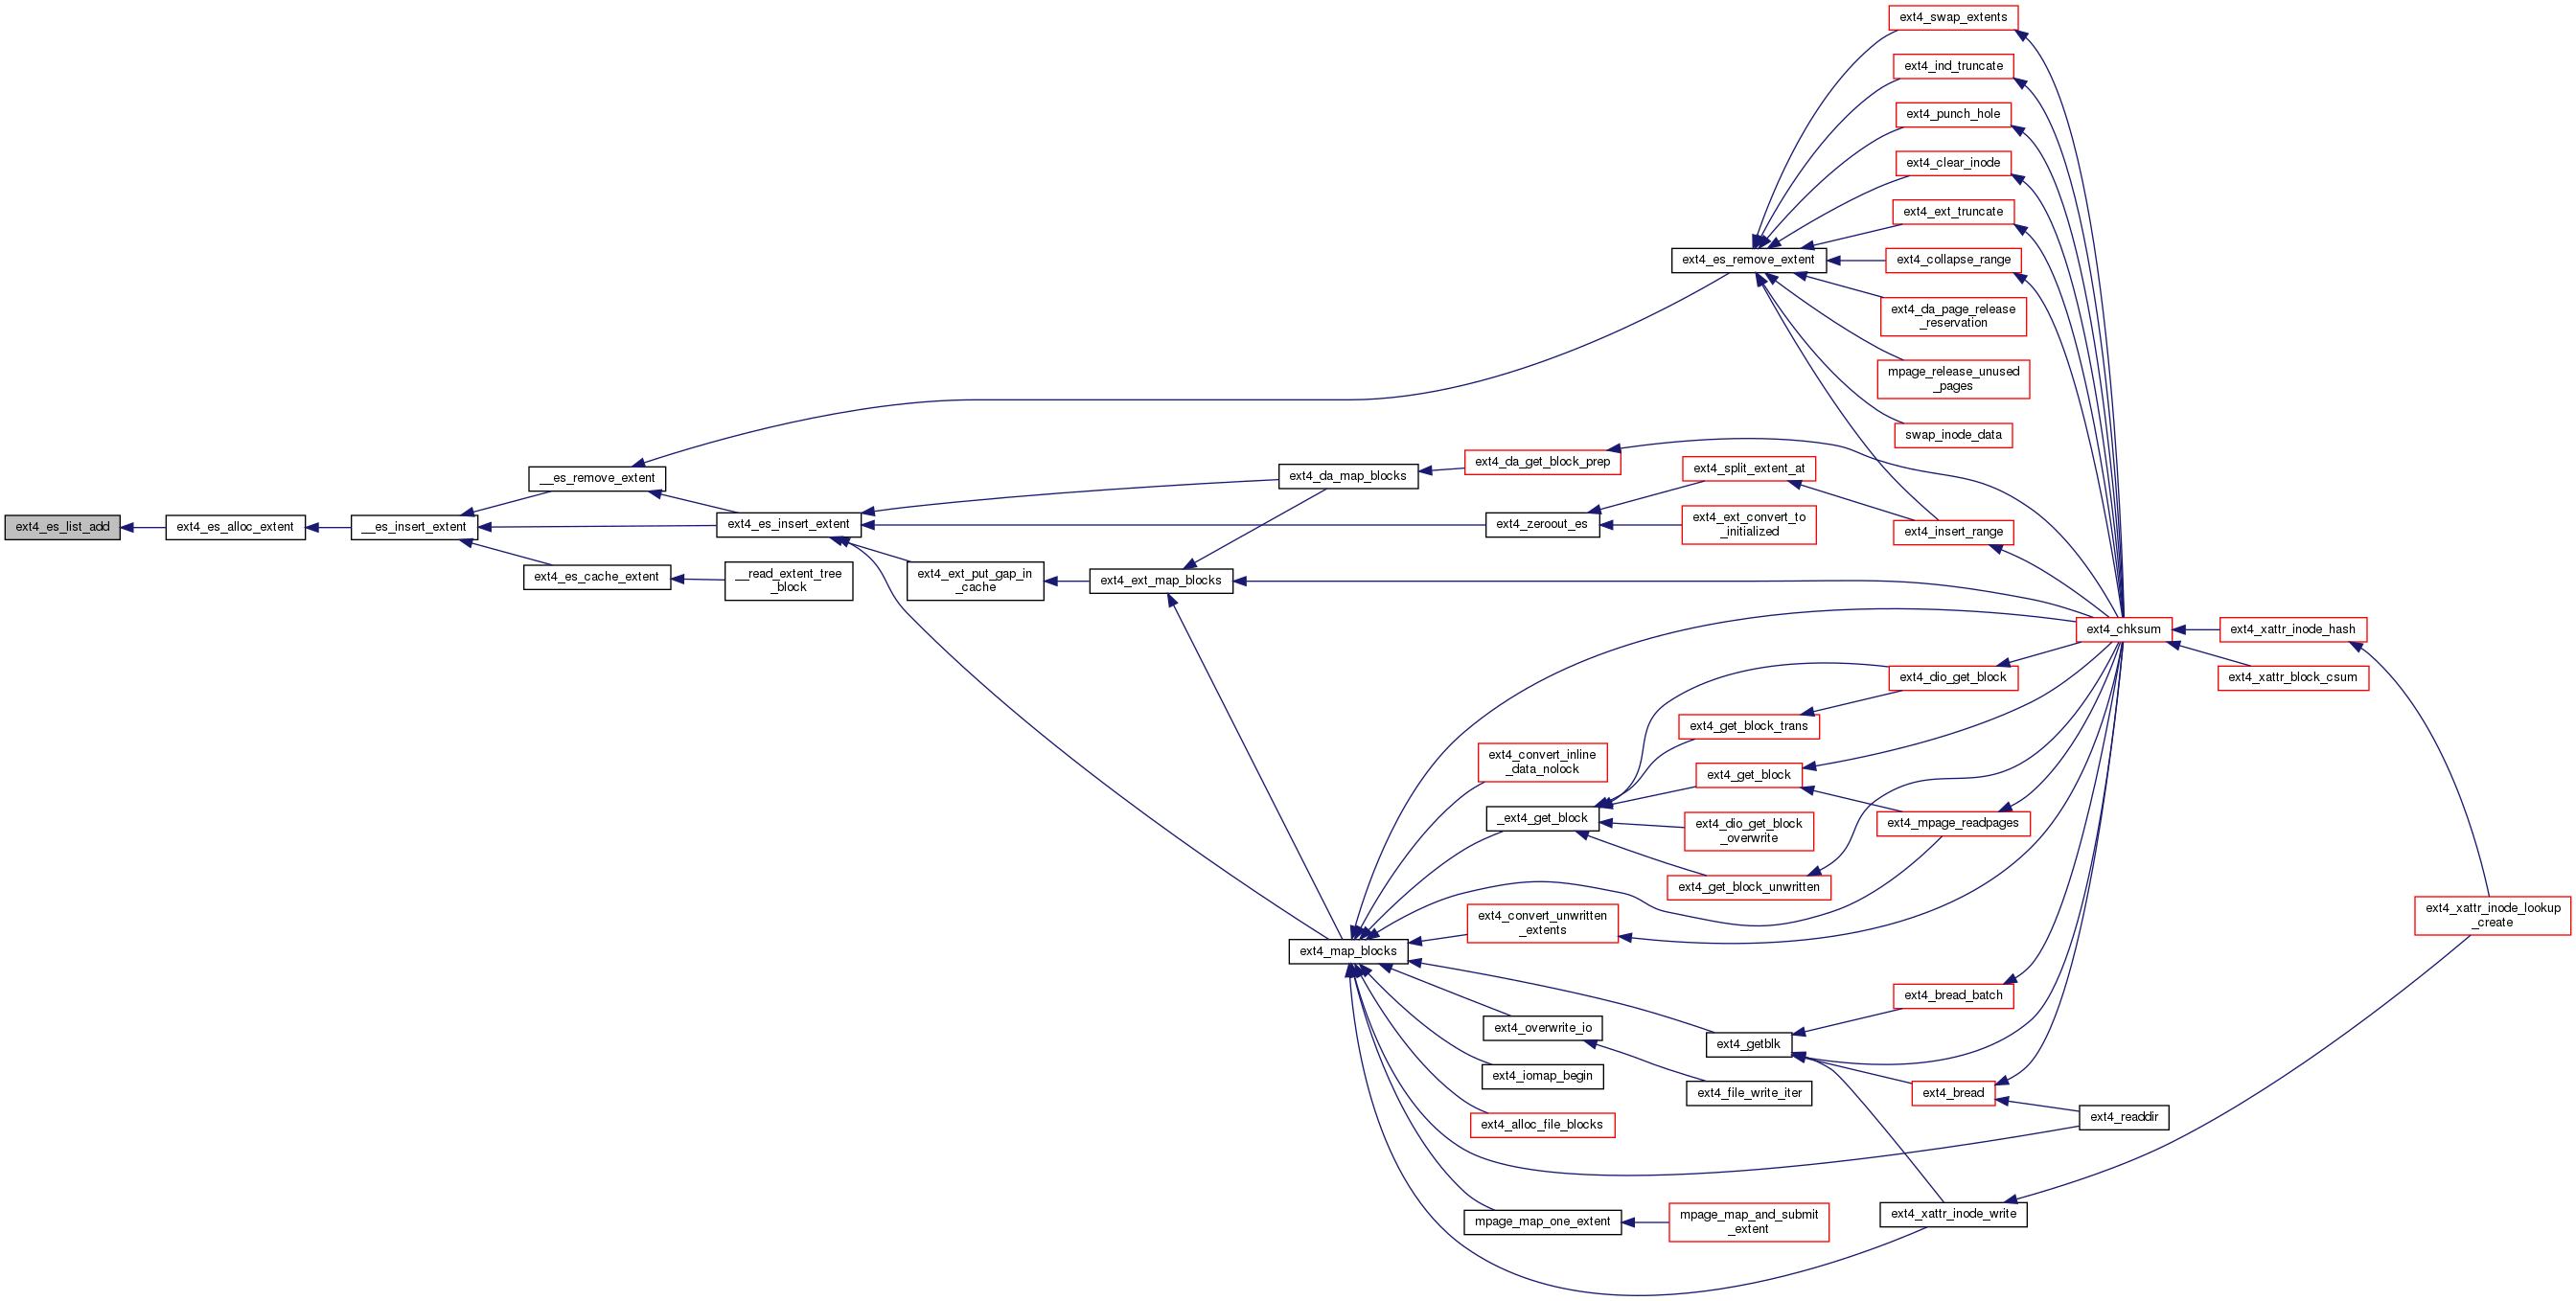 ext4_swap_extents
ext4_ind_truncate
ext4_punch_hole
ext4_clear_inode
ext4_ext_truncate
ext4_es_remove_extent
ext4_collapse_range
ext4_da_page_release
_reservation
mpage_release_unused
_pages
swap_inode_data
__es_remove_extent
ext4_da_map_blocks
ext4_da_get_block_prep
ext4_split_extent_at
ext4_es_list_add
ext4_es_alloc_extent
__es_insert_extent
ext4_es_insert_extent
ext4_zeroout_es
ext4_ext_convert_to
_initialized
ext4_insert_range
ext4_es_cache_extent
__read_extent_tree
_block
ext4_ext_put_gap_in
_cache
ext4_ext_map_blocks
ext4_chksum
ext4_xattr_inode_hash
ext4_dio_get_block
ext4_xattr_block_csum
ext4_get_block_trans
ext4_convert_inline
_data_nolock
ext4_get_block
_ext4_get_block
ext4_dio_get_block
_overwrite
ext4_mpage_readpages
ext4_get_block_unwritten
ext4_xattr_inode_lookup
_create
ext4_convert_unwritten
_extents
ext4_map_blocks
ext4_bread_batch
ext4_overwrite_io
ext4_getblk
ext4_iomap_begin
ext4_file_write_iter
ext4_bread
ext4_alloc_file_blocks
ext4_readdir
mpage_map_one_extent
mpage_map_and_submit
_extent
ext4_xattr_inode_write